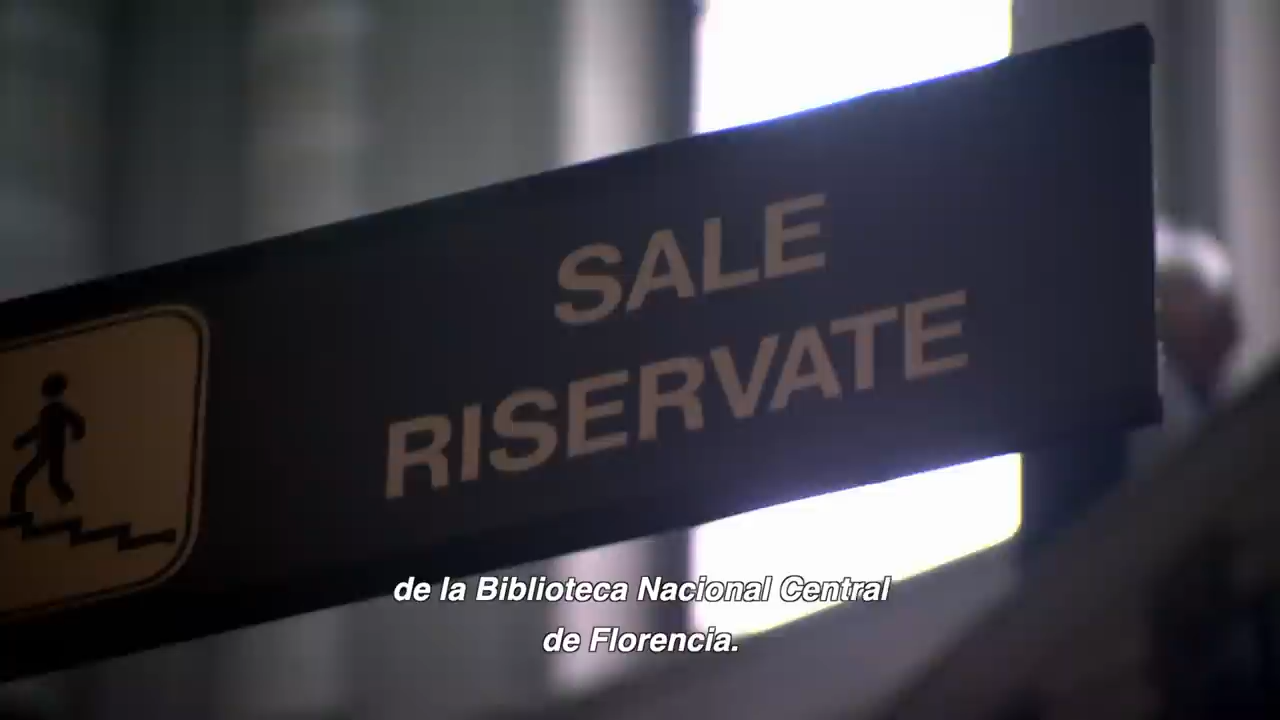 SALE
RISERVATE
de la Biblioteca Nacional Central
de Florencia.